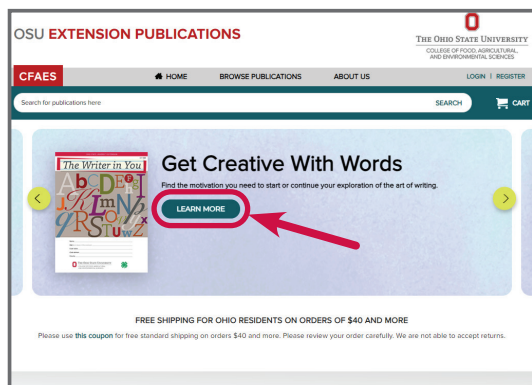 OSU EXTENSION PUBLICATIONS
THE OHIO STATE UNIVERSITY
COLLEGE OF FOOD, AGRICULTURAL,
AND ENVIRONMENTAL SCIENCES
CFAES
HOME BROWSE PUBLICATIONS ABOUT US LOGIN | REGISTER
Search for publications here SEARCH CART
The Writer in You
Get Creative With Words
Find the motivation you need to start or continue your exploration of the art of writing.
LEARN MORE
FREE SHIPPING FOR OHIO RESIDENTS ON ORDERS OF $40 AND MORE
Please use this coupon for free standard shipping on orders $40 and more. Please review your order carefully. We are not able to accept returns.